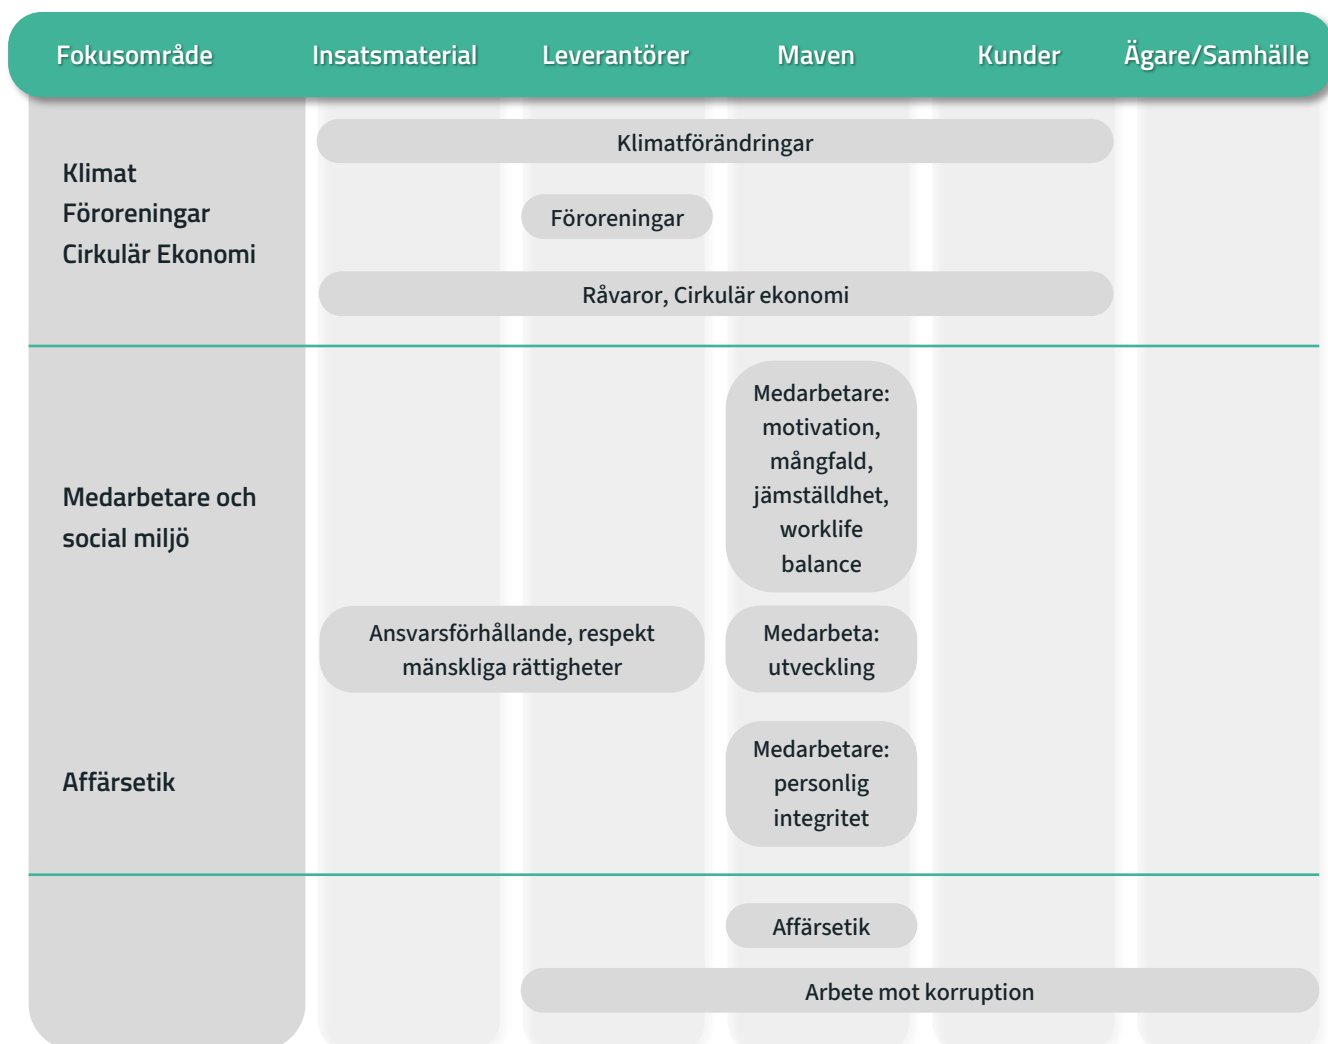 Fokusområde Insatsmaterial Leverantörer Maven Kunder Ägare/Samhälle
Klimat
Föroreningar
Cirkulär Ekonomi
Klimatförändringar
Föroreningar
Råvaror, Cirkulär ekonomi
Medarbetare och
social miljö
Medarbetare:
motivation,
mångfald,
jämställdhet,
worklife
balance
Ansvarsförhållande, respekt
mänskliga rättigheter
Medarbeta:
utveckling
Affärsetik
Medarbetare:
personlig
integritet
Affärsetik
Arbete mot korruption